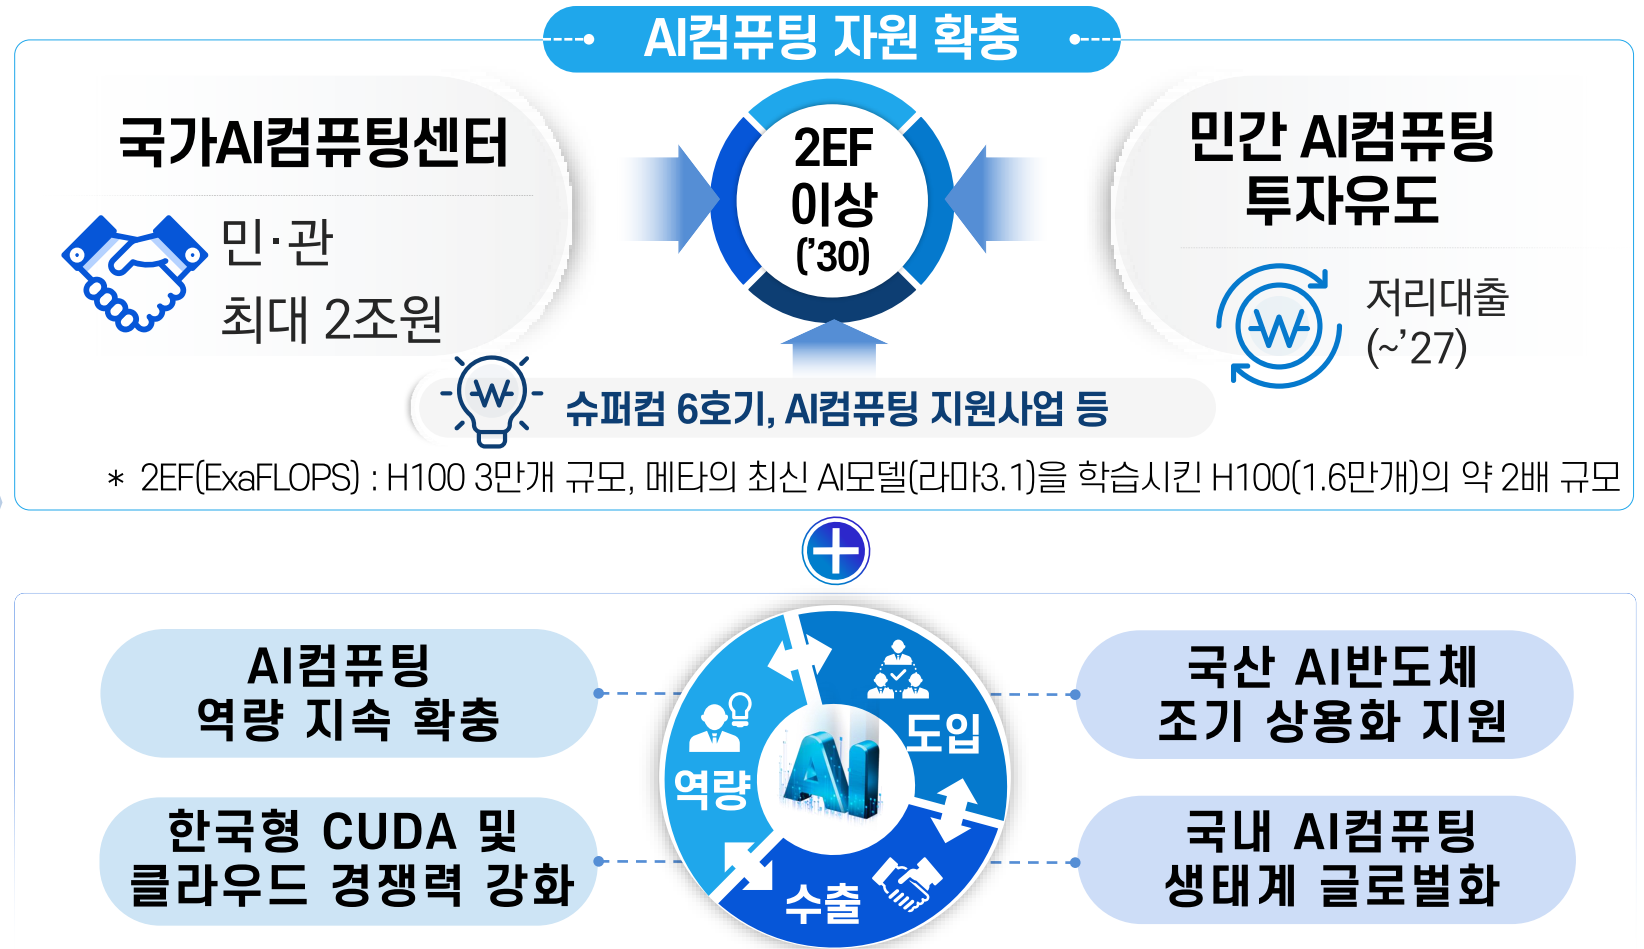 AI컴퓨팅 자원 확충
국가AI컴퓨팅센터
민·관
최대 2조원
2EF
이상
('30)
민간 AI컴퓨팅
투자유도
저리대출
(~'27)
슈퍼컴 6호기, AI컴퓨팅 지원사업 등
* 2EF(ExaFLOPS) : H100 3만개 규모, 메타의 최신 AI모델(라마3.1)을 학습시킨 H100(1.6만개)의 약 2배 규모
AI컴퓨팅
역량 지속 확충
한국형 CUDA 및
클라우드 경쟁력 강화
역량
도입
수출
AI
국산 AI반도체
조기 상용화 지원
국내 AI컴퓨팅
생태계 글로벌화